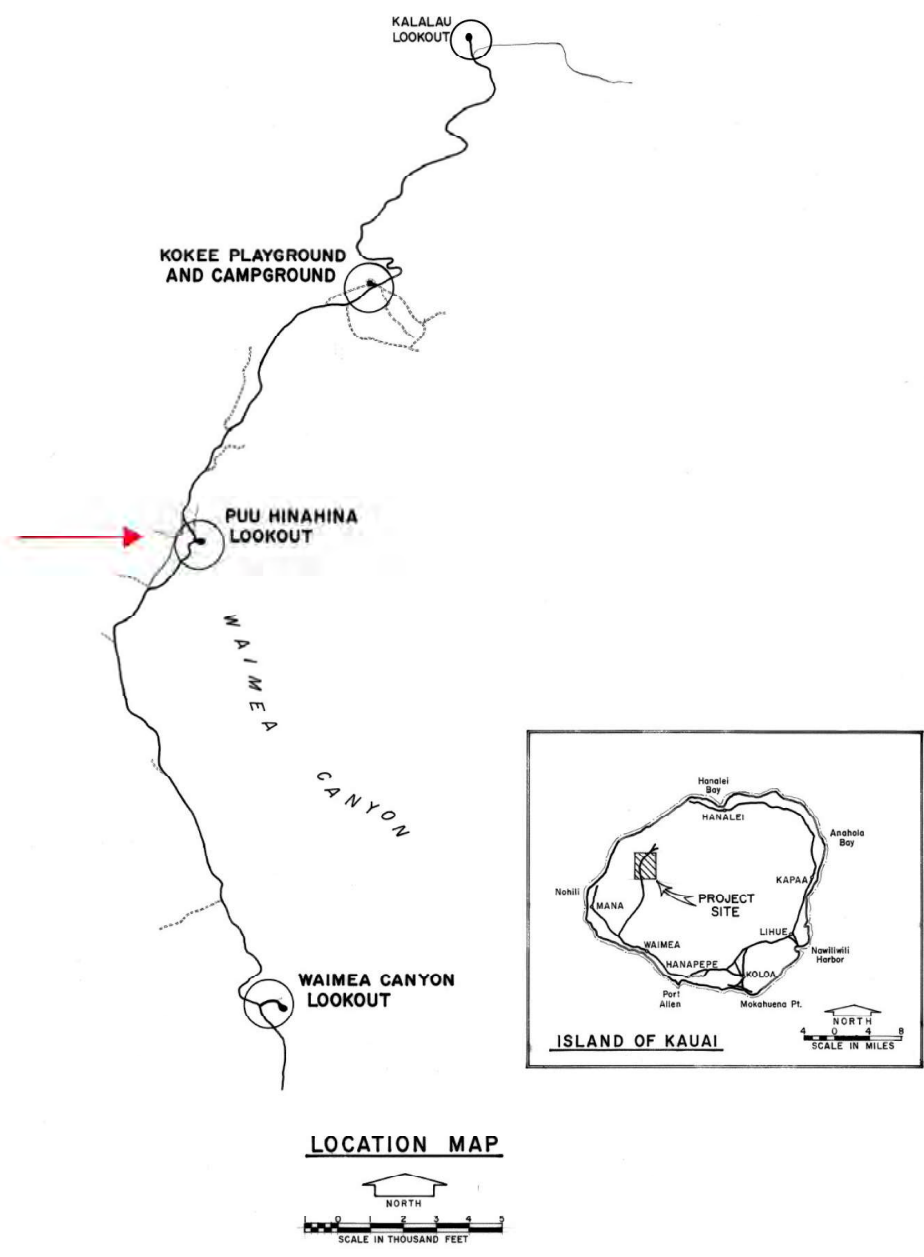 KALALAU
LOOKOUT
KOKEE PLAYGROUND
AND CAMPGROUND
PUU HINAHINA
LOOKOUT
WAIMEA
CANYON
WAIMEA CANYON
LOOKOUT
Hanalei
Bay
HANALEI
Anahola
Bay
KAPAA
Nohili
MANA
PROJECT
SITE
LIHUE
WAIMEA
Nawiliwili
Harbor
HANAPEPE
KOLOA
Port
Allen
Mokahuena Pt.
NORTH
4 0 4 8
SCALE IN MILES
ISLAND OF KAUAI
LOCATION MAP
NORTH
1 0 1 2 3 4 5
SCALE IN THOUSAND FEET